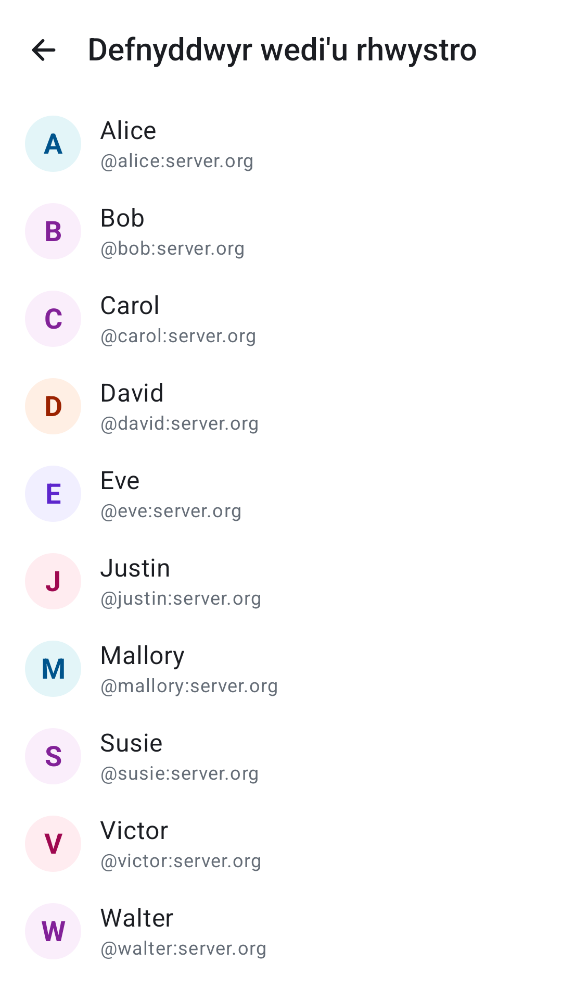 Defnyddwyr wedi'u rhwystro
A
Alice
@alice:server.org
B
Bob
@bob:server.org
C
Carol
@carol:server.org
D
David
@david:server.org
E
Eve
@eve:server.org
J
Justin
@justin:server.org
M
Mallory
@mallory:server.org
S
Susie
@susie:server.org
V
Victor
@victor:server.org
W
Walter
@walter:server.org